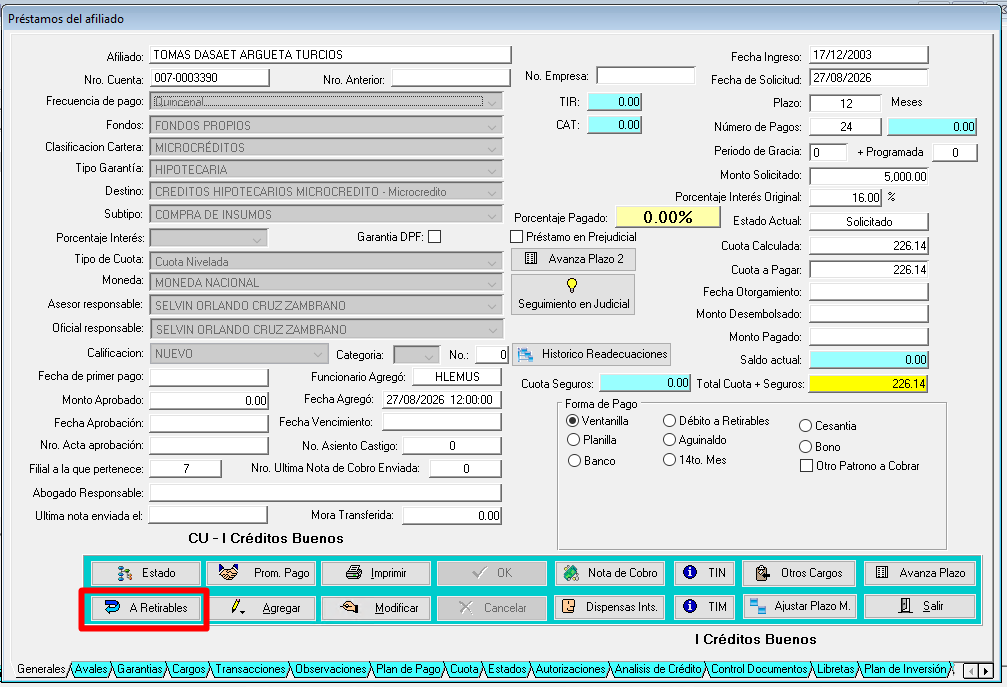 Préstamos del afiliado
Afiliado: TOMAS DASAET ARGUETA TURCIOS
Nro. Cuenta: 007-0003390 Nro. Anterior:
Frecuencia de pago: Quincenal
Fondos: FONDOS PROPIOS
Clasificacion Cartera: MICROCRÉDITOS
Tipo Garantía: HIPOTECARIA
Destino: CREDITOS HIPOTECARIOS MICROCREDITO - Microcredito
Subtipo: COMPRA DE INSUMOS
Porcentaje Interés: Garantia DPF:
Tipo de Cuota: Cuota Nivelada
Moneda: MONEDA NACIONAL
Asesor responsable: SELVIN ORLANDO CRUZ ZAMBRANO
Oficial responsable: SELVIN ORLANDO CRUZ ZAMBRANO
Calificacion: NUEVO Categoria: No.: 0
Fecha de primer pago: Funcionario Agregó: HLEMUS
Monto Aprobado: 0.00 Fecha Agregó: 27/08/2026 12:00:00
Fecha Aprobación: Fecha Vencimiento:
Nro. Acta aprobación: No. Asiento Castigo: 0
Filial a la que pertenece: 7 Nro. Ultima Nota de Cobro Enviada: 0
Abogado Responsable:
Ultima nota enviada el: Mora Transferida: 0.00
CU - I Créditos Buenos
No. Empresa:
TIR: 0.00
CAT: 0.00
Porcentaje Pagado: 0.00%
Préstamo en Prejudicial
Avanza Plazo 2
Seguimiento en Judicial
Historico Readecuaciones
Cuota Seguros: 0.00
Fecha Ingreso: 17/12/2003
Fecha de Solicitud: 27/08/2026
Plazo: 12 Meses
Número de Pagos: 24 0.00
Periodo de Gracia: 0 + Programada 0
Monto Solicitado: 5,000.00
Porcentaje Interés Original: 16.00 %
Estado Actual: Solicitado
Cuota Calculada: 226.14
Cuota a Pagar: 226.14
Fecha Otorgamiento:
Monto Desembolsado:
Monto Pagado:
Saldo actual: 0.00
Total Cuota + Seguros: 226.14
Forma de Pago
Ventanilla Débito a Retirables Cesantia
Planilla Aguinaldo Bono
Banco 14to. Mes Otro Patrono a Cobrar
Estado Prom. Pago Imprimir OK Nota de Cobro TIN Otros Cargos Avanza Plazo
A Retirables Agregar Modificar Cancelar Dispensas Ints. TIM Ajustar Plazo M. Salir
I Créditos Buenos
Generales Avales Garantias Cargos Transacciones Observaciones Plan de Pago Cuota Estados Autorizaciones Analisis de Crédito Control Documentos Libretas Plan de Inversión